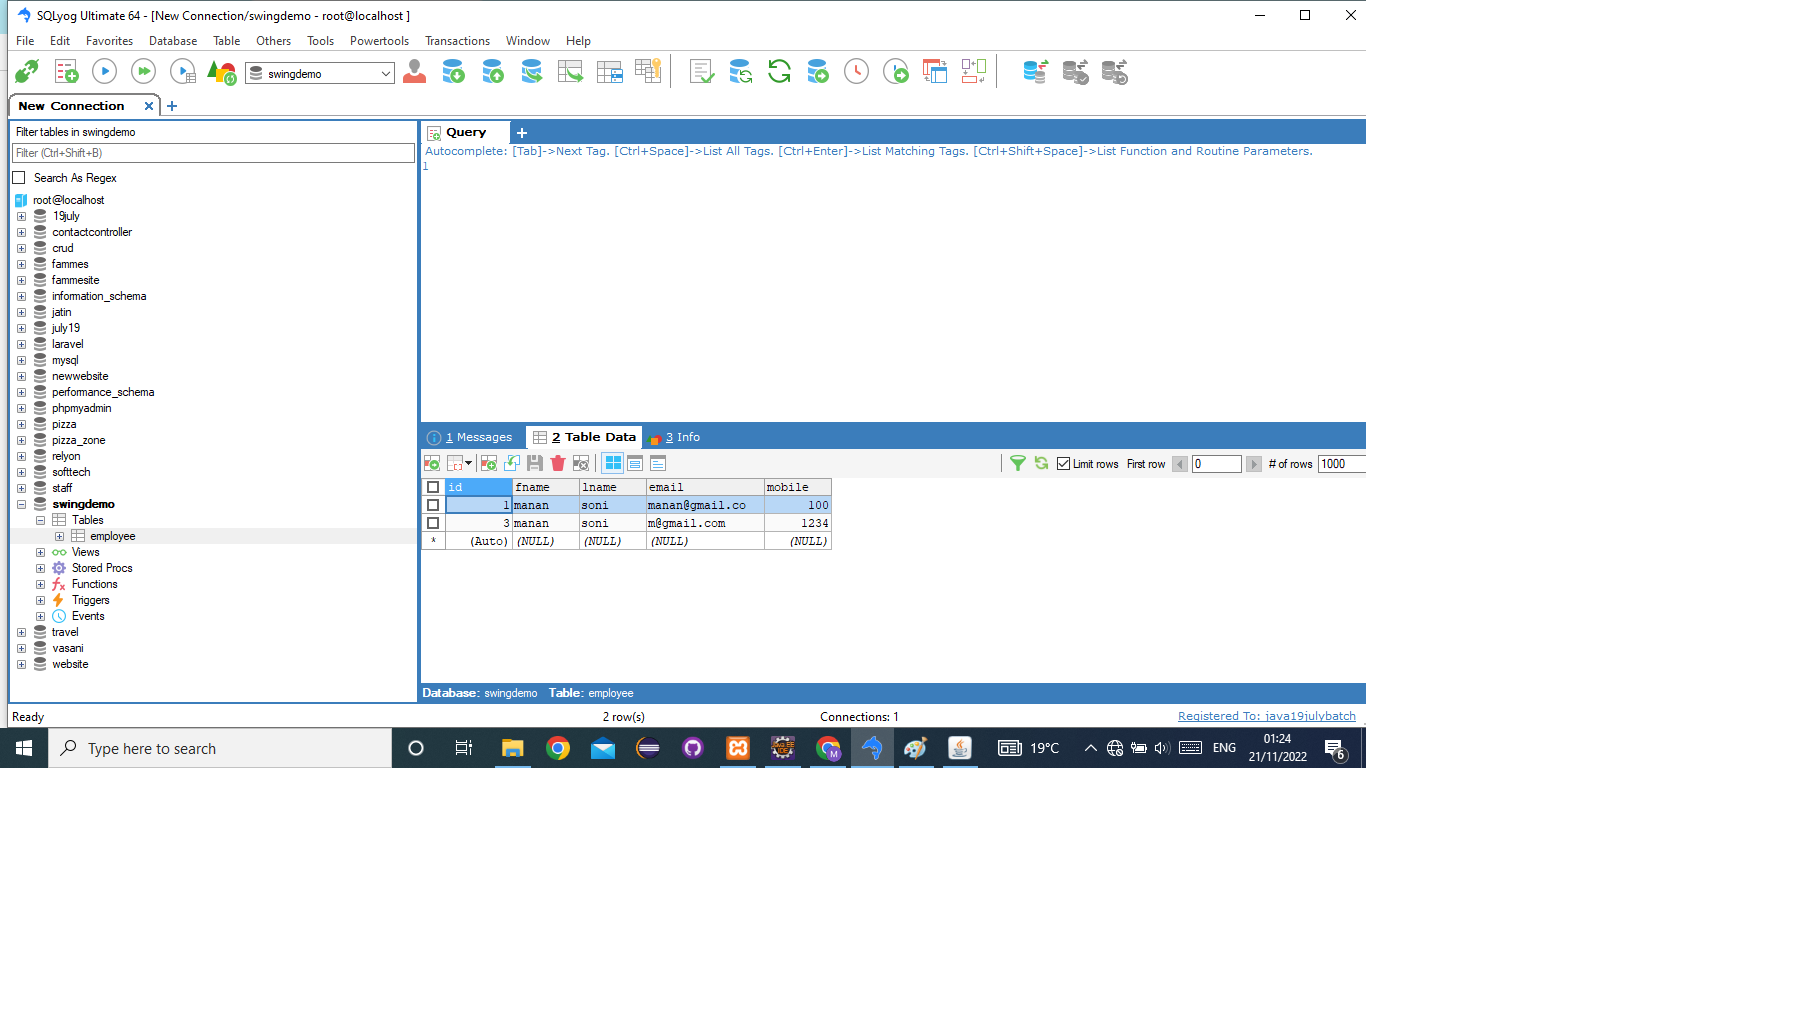 SQLyog Ultimate 64 - [New Connection/swingdemo - root@localhost ]
File Edit Favorites Database Table Others Tools Powertools Transactions Window Help
swingdemo
New Connection
Filter tables in swingdemo
Filter (Ctrl+Shift+B)
Search As Regex
root@localhost
19july
contactcontroller
crud
fammes
fammesite
information_schema
jatin
july19
laravel
mysql
newwebsite
performance_schema
phpmyadmin
pizza
pizza_zone
relyon
softtech
staff
swingdemo
Tables
employee
Views
Stored Procs
Functions
Triggers
Events
travel
vasani
website
Query
Autocomplete: [Tab]->Next Tag. [Ctrl+Space]->List All Tags. [Ctrl+Enter]->List Matching Tags. [Ctrl+Shift+Space]->List Function and Routine Parameters.
1
1 Messages 2 Table Data 3 Info
Limit rows First row 0 # of rows 1000
id fname lname email mobile
1 manan soni manan@gmail.co 100
3 manan soni m@gmail.com 1234
* (Auto) (NULL) (NULL) (NULL) (NULL)
Database: swingdemo Table: employee
Ready 2 row(s) Connections: 1 Registered To: java19julybatch
Type here to search 19°C ENG 01:24
21/11/2022 6